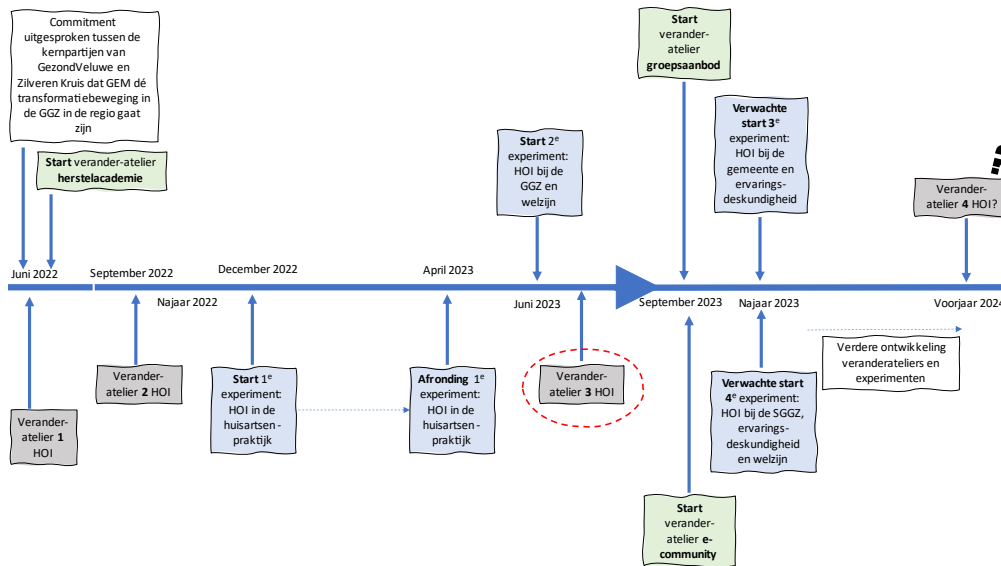 Commitment
uitgesproken tussen de
kernpartijen van
GezondVeluwe en
Zilveren Kruis dat GEM dé
transformatiebeweging in
de GGZ in de regio gaat
zijn
Start verander-atelier
herstelacademie
Start
verander-
atelier
groepsaanbod
Start 2e
experiment:
HOI bij de
GGZ en
welzijn
Verwachte
start 3e
experiment:
HOI bij de
gemeente en
ervarings-
deskundigheid
?
Verander-
atelier 4 HOI?
Juni 2022
September 2022
Najaar 2022
December 2022
April 2023
Juni 2023
September 2023
Najaar 2023
Voorjaar 2024
Verander-
atelier 1
HOI
Verander-
atelier 2 HOI
Start 1e
experiment:
HOI in de
huisartsen-
praktijk
Afronding 1e
experiment:
HOI in de
huisartsen-
praktijk
Verander-
atelier 3 HOI
Start
verander-
atelier e-
community
Verwachte start
4e experiment:
HOI bij de SGGZ,
ervarings-
deskundigheid
en welzijn
Verdere ontwikkeling
veranderateliers en
experimenten